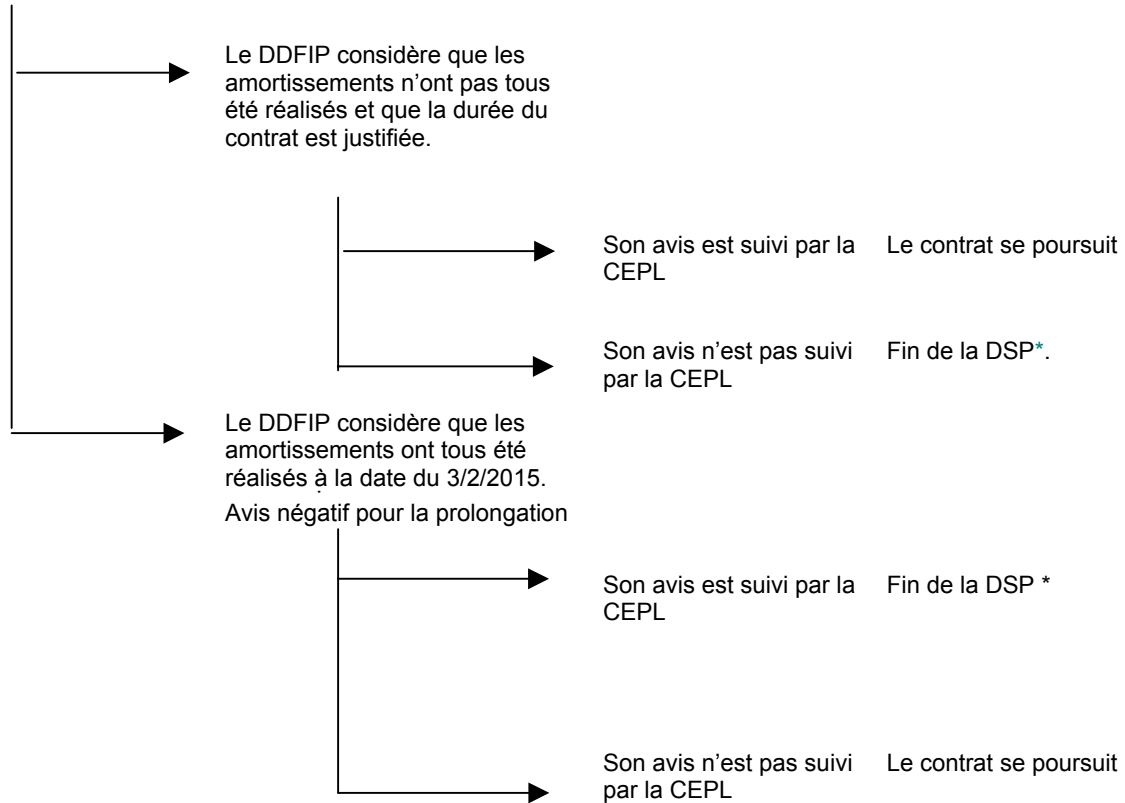 Le DDFIP considère que les
amortissements n'ont pas tous
été réalisés et que la durée du
contrat est justifiée.
Son avis est suivi par la
CEPL
Le contrat se poursuit
Son avis n'est pas suivi
par la CEPL
Fin de la DSP*.
Le DDFIP considère que les
amortissements ont tous été
réalisés à la date du 3/2/2015.
Avis négatif pour la prolongation
Son avis est suivi par la
CEPL
Fin de la DSP *
Son avis n'est pas suivi
par la CEPL
Le contrat se poursuit